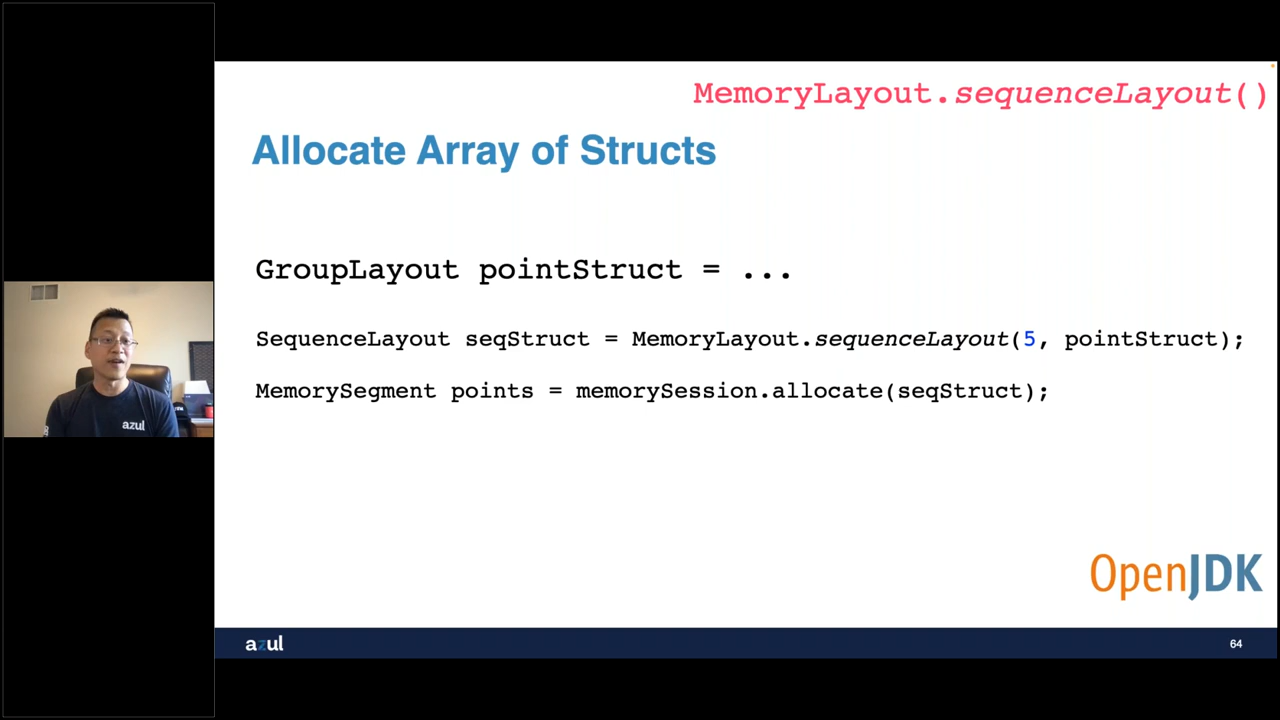 MemoryLayout.sequenceLayout()
Allocate Array of Structs
GroupLayout pointStruct = ...
SequenceLayout seqStruct = MemoryLayout.sequenceLayout(5, pointStruct);
MemorySegment points = memorySession.allocate(seqStruct);
azul
OpenJDK
azul
64